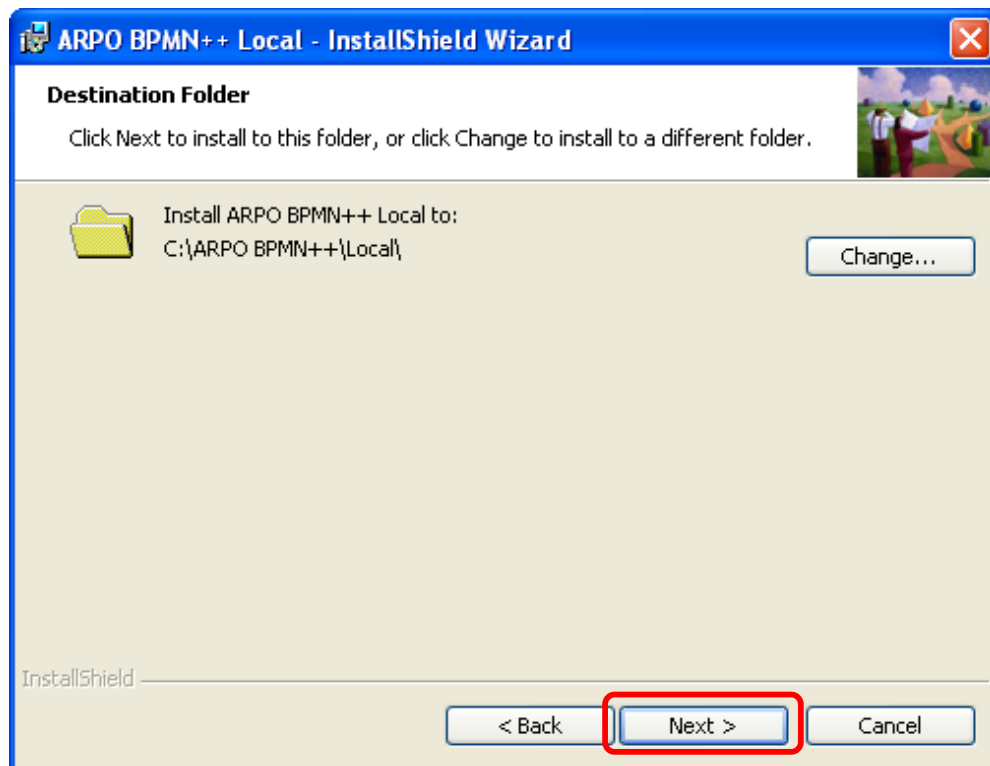 ARPO BPMN++ Local - InstallShield Wizard
Destination Folder
Click Next to install to this folder, or click Change to install to a different folder.
Install ARPO BPMN++ Local to:
C:\ARPO BPMN++\Local\
Change...
InstallShield
< Back
Next >
Cancel